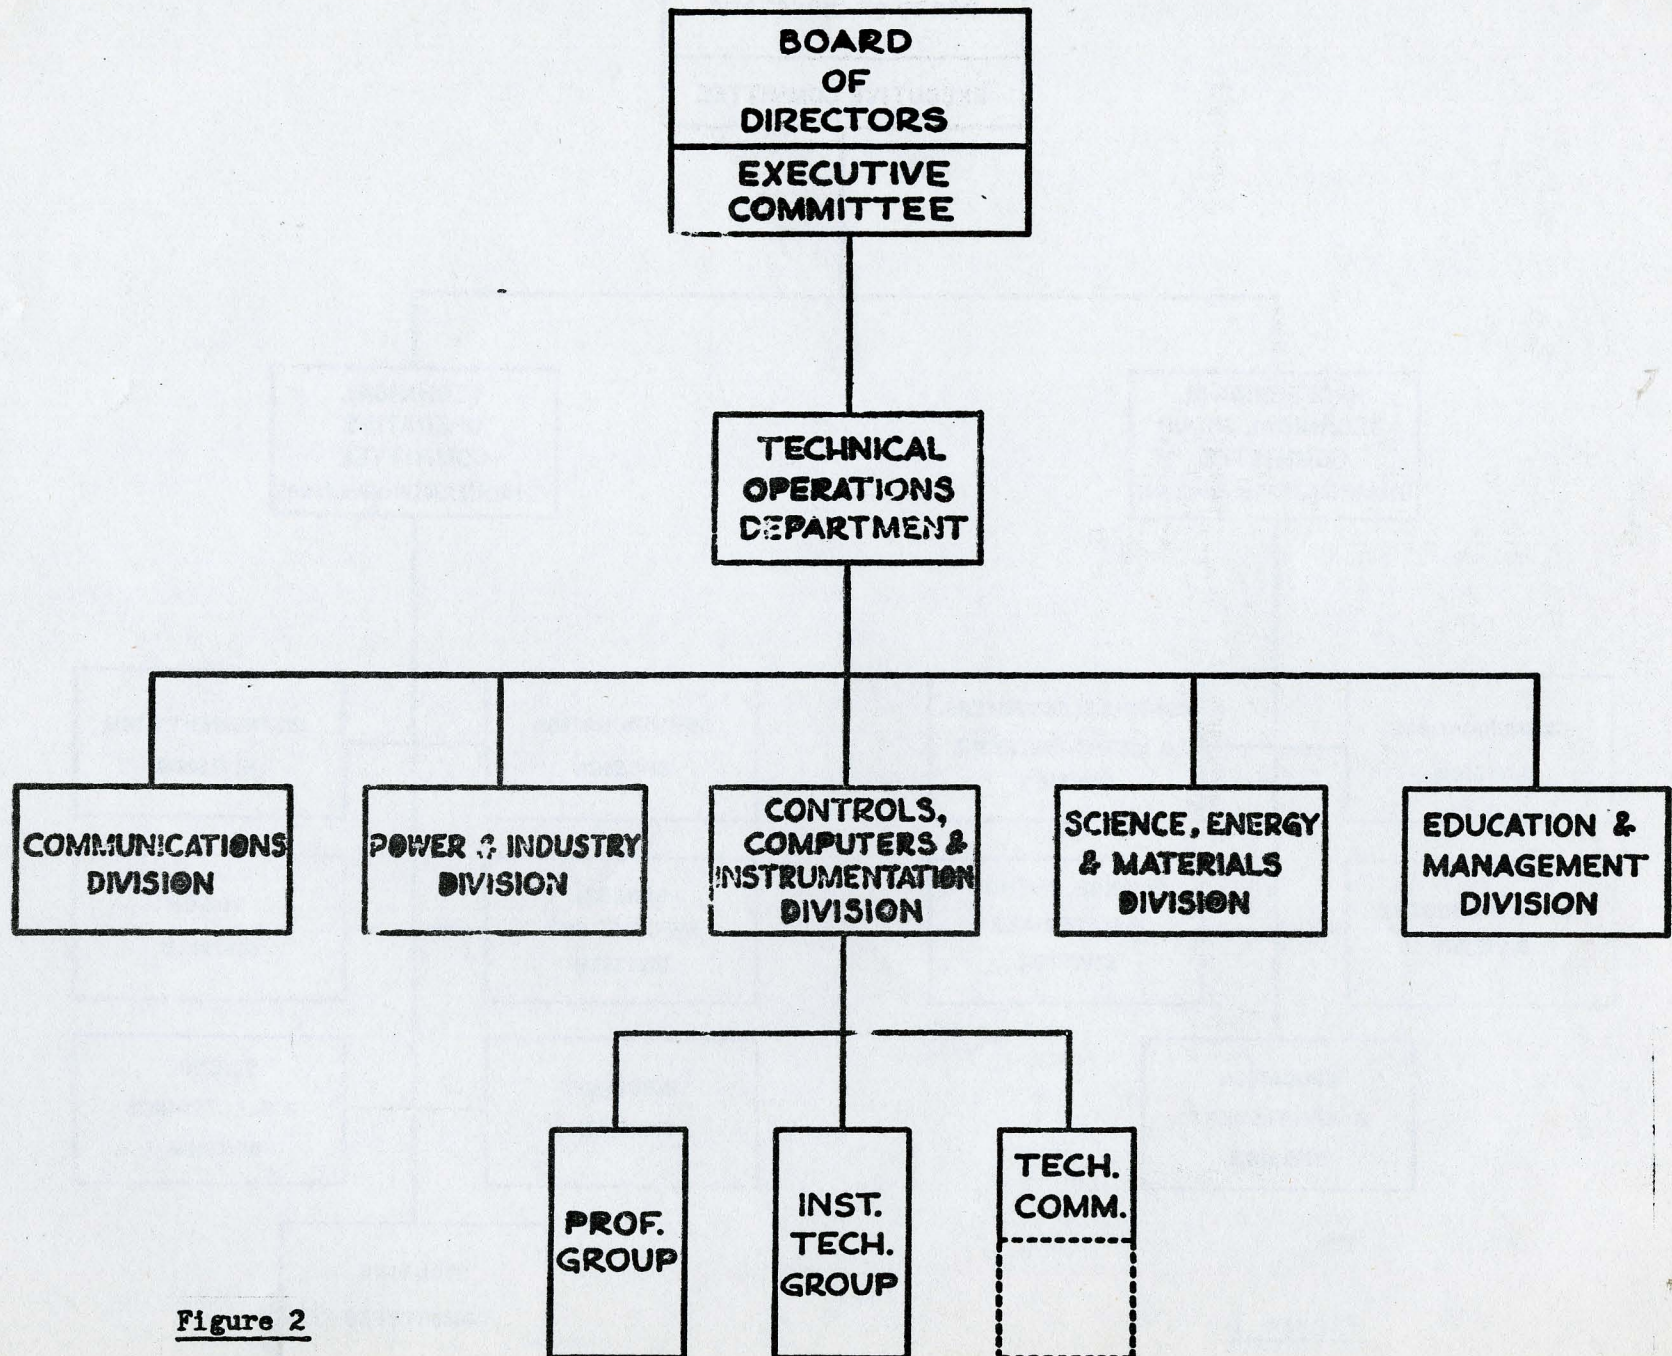 BOARD
OF
DIRECTORS
EXECUTIVE
COMMITTEE
TECHNICAL
OPERATIONS
DEPARTMENT
COMMUNICATIONS
DIVISION
POWER & INDUSTRY
DIVISION
CONTROLS,
COMPUTERS &
INSTRUMENTATION
DIVISION
SCIENCE, ENERGY
& MATERIALS
DIVISION
EDUCATION &
MANAGEMENT
DIVISION
PROF.
GROUP
INST.
TECH.
GROUP
TECH.
COMM.
Figure 2